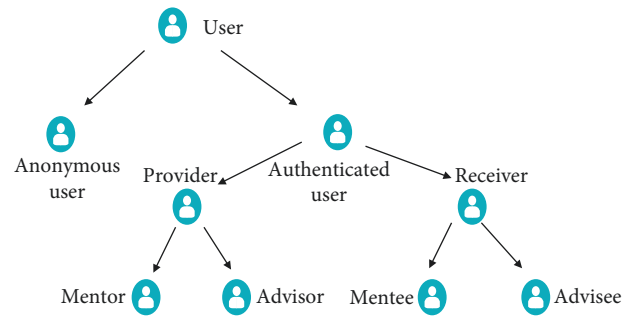 User
Anonymous
user
Authenticated
user
Provider
Receiver
Mentor
Advisor
Mentee
Advisee